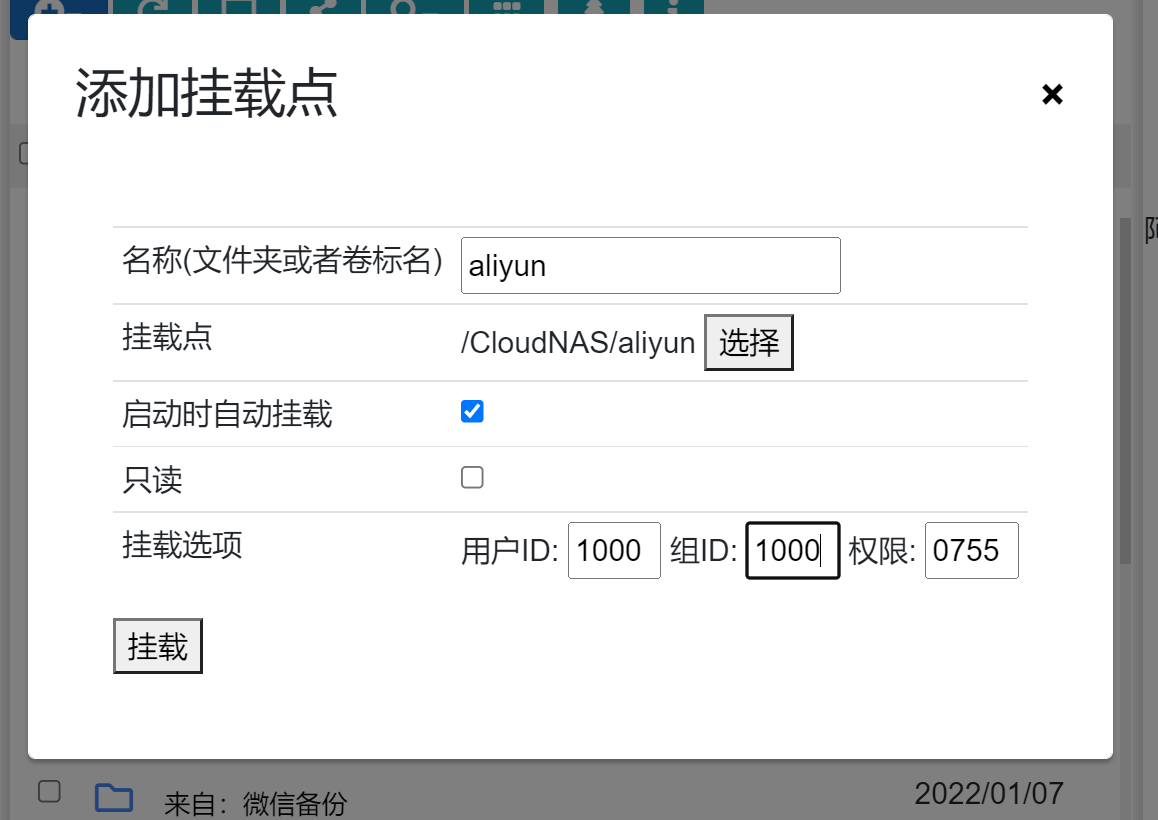 添加挂载点
名称(文件夹或者卷标名) aliyun
挂载点 /CloudNAS/aliyun 选择
启动时自动挂载
只读
挂载选项 用户ID: 1000 组ID: 1000 权限: 0755
挂载
来自：微信备份 2022/01/07